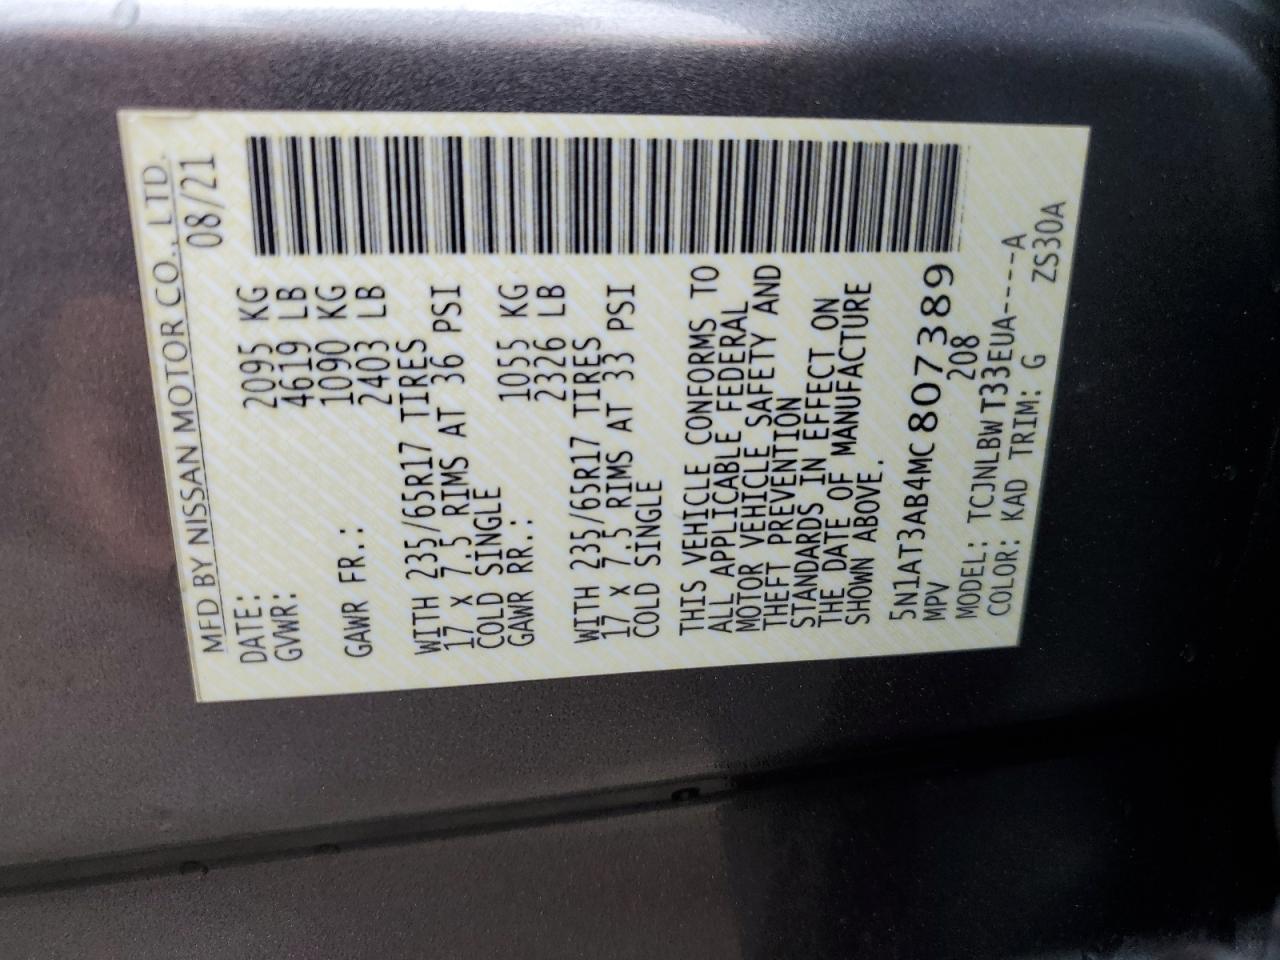 MFD BY NISSAN MOTOR CO., LTD.
DATE: 08/21
GVWR: 2095 KG
4619 LB
GAWR FR.: 1090 KG
2403 LB
WITH 235/65R17 TIRES
17 x 7.5 RIMS AT 36 PSI
COLD SINGLE
GAWR RR.: 1055 KG
2326 LB
WITH 235/65R17 TIRES
17 x 7.5 RIMS AT 33 PSI
COLD SINGLE
THIS VEHICLE CONFORMS TO
ALL APPLICABLE FEDERAL
MOTOR VEHICLE SAFETY AND
THEFT PREVENTION
STANDARDS IN EFFECT ON
THE DATE OF MANUFACTURE
SHOWN ABOVE.
5N1AT3AB4MC807389
MPV 208
MODEL: TCJNLBWT33EUA-----A
COLOR: KAD TRIM: G ZS30A